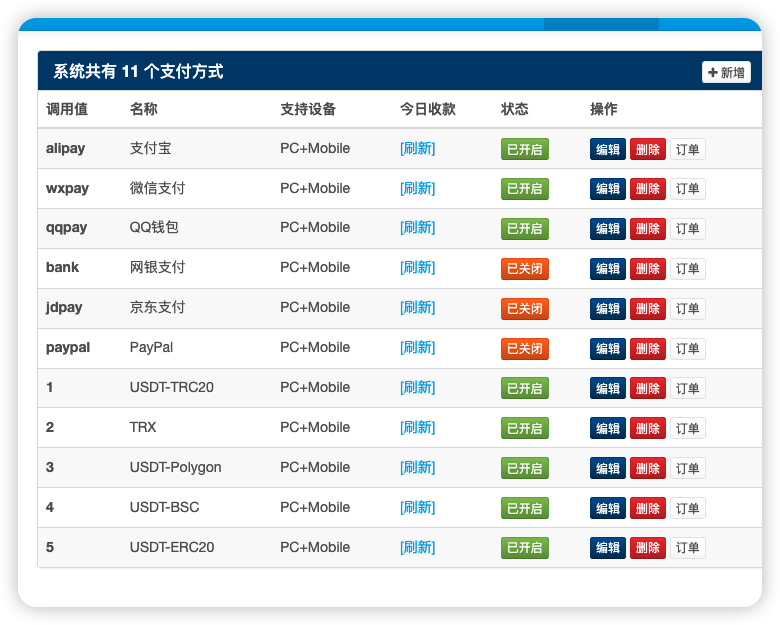 系统共有 11 个支付方式 新增
调用值 名称 支持设备 今日收款 状态 操作
alipay 支付宝 PC+Mobile [刷新] 已开启 编辑 删除 订单
wxpay 微信支付 PC+Mobile [刷新] 已开启 编辑 删除 订单
qqpay QQ钱包 PC+Mobile [刷新] 已开启 编辑 删除 订单
bank 网银支付 PC+Mobile [刷新] 已关闭 编辑 删除 订单
jdpay 京东支付 PC+Mobile [刷新] 已关闭 编辑 删除 订单
paypal PayPal PC+Mobile [刷新] 已关闭 编辑 删除 订单
1 USDT-TRC20 PC+Mobile [刷新] 已开启 编辑 删除 订单
2 TRX PC+Mobile [刷新] 已开启 编辑 删除 订单
3 USDT-Polygon PC+Mobile [刷新] 已开启 编辑 删除 订单
4 USDT-BSC PC+Mobile [刷新] 已开启 编辑 删除 订单
5 USDT-ERC20 PC+Mobile [刷新] 已开启 编辑 删除 订单